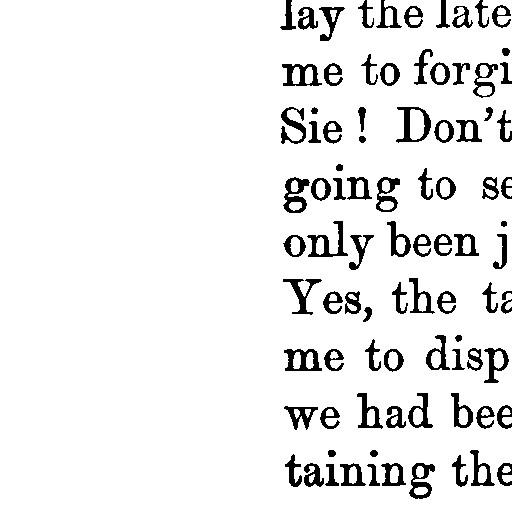 lay the late
me to forgi
Sie ! Don't
going to se
only been j
Yes, the ta
me to disp
we had bee
taining the